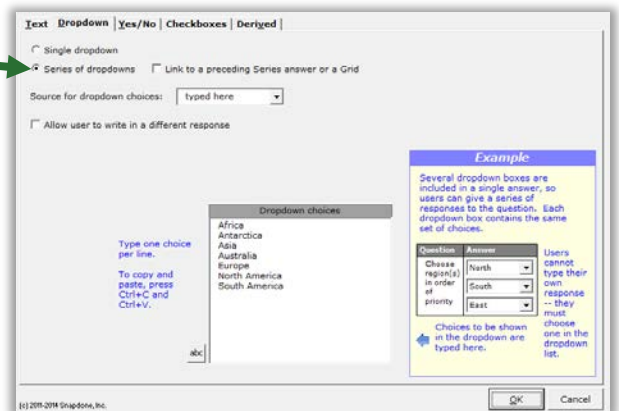 Text Dropdown Yes/No Checkboxes Derived
Single dropdown
Series of dropdowns Link to a preceding Series answer or a Grid
Source for dropdown choices: typed here
Allow user to write in a different response
Dropdown choices
Africa
Antarctica
Asia
Australia
Europe
North America
South America
Type one choice
per line.
To copy and
paste, press
Ctrl+C and
Ctrl+V.
abc
Example
Several dropdown boxes are
included in a single answer, so
users can give a series of
responses to the question. Each
dropdown box contains the same
set of choices.
Question Answer
Choose
region(s)
in order
of
priority
North
South
East
Users
cannot
type their
own
response
-- they
must
choose
one in the
dropdown
list.
Choices to be shown
in the dropdown are
typed here.
(c) 2011-2014 Snapdone, Inc.
OK Cancel